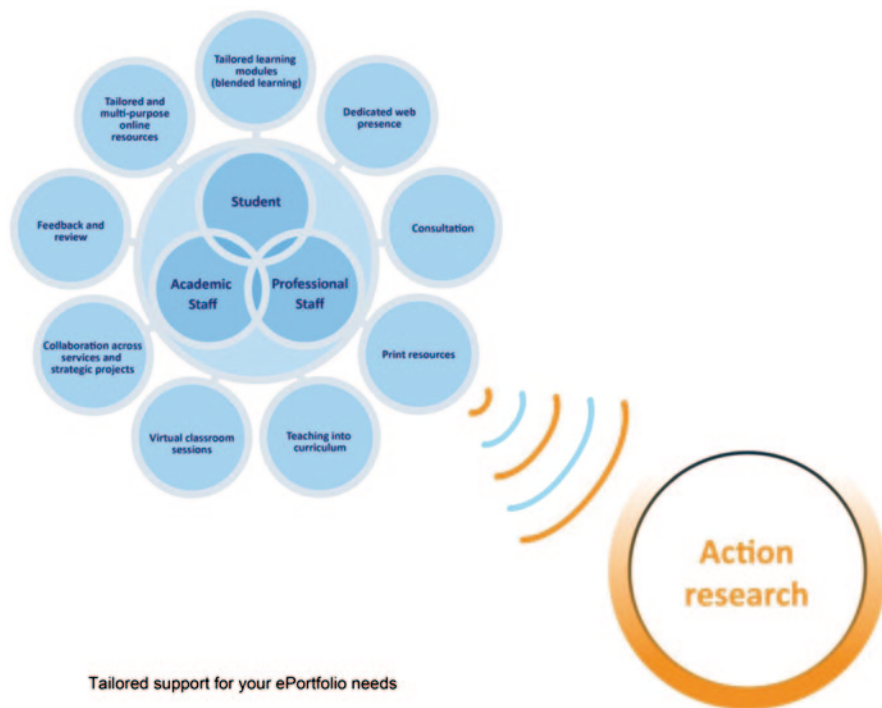 Tailored learning
modules
(blended learning)
Tailored and
multi-purpose
online
resources
Dedicated web
presence
Student
Feedback and
review
Consultation
Academic
Staff
Professional
Staff
Collaboration across
services and
strategic projects
Print resources
Virtual classroom
sessions
Teaching into
curriculum
Action
research
Tailored support for your ePortfolio needs